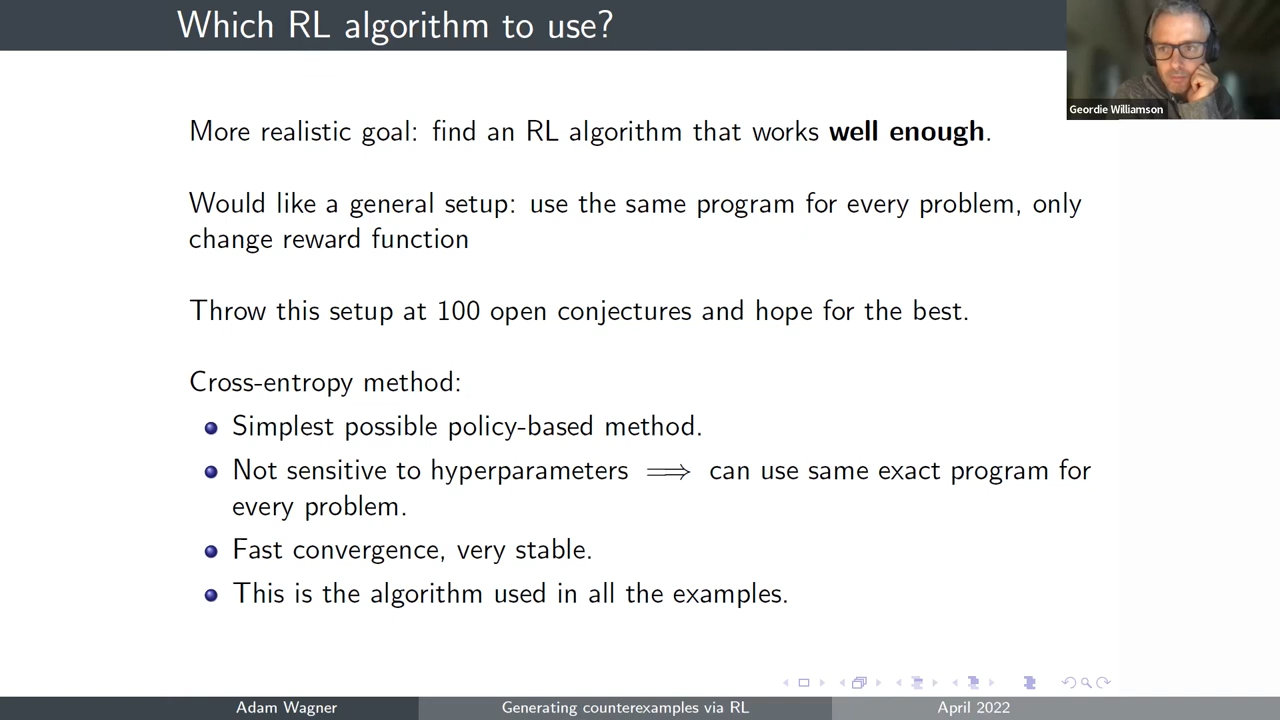 Which RL algorithm to use?
Geordie Williamson
More realistic goal: find an RL algorithm that works well enough.
Would like a general setup: use the same program for every problem, only
change reward function
Throw this setup at 100 open conjectures and hope for the best.
Cross-entropy method:
Simplest possible policy-based method.
Not sensitive to hyperparameters ⟹ can use same exact program for
every problem.
Fast convergence, very stable.
This is the algorithm used in all the examples.
Adam Wagner
Generating counterexamples via RL
April 2022